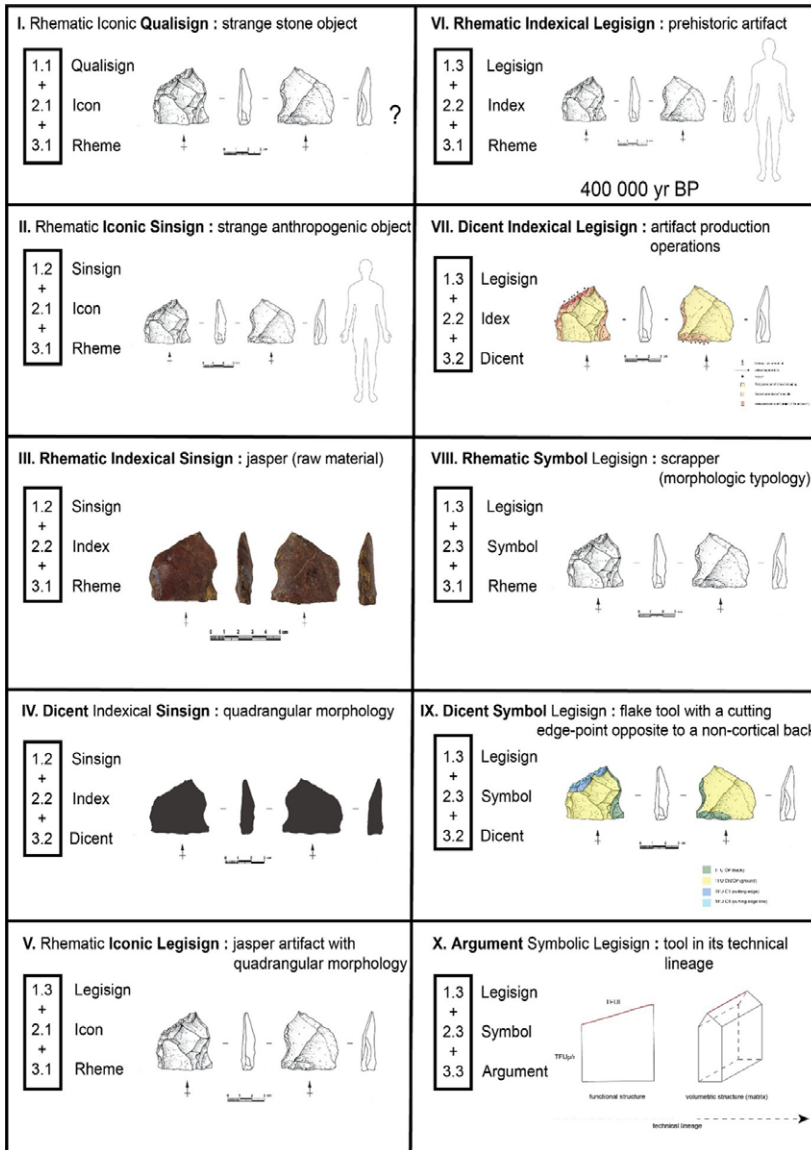 I. Rhematic Iconic Qualisign : strange stone object
1.1 Qualisign
+
2.1 Icon
+
3.1 Rheme
?
II. Rhematic Iconic Sinsign : strange anthropogenic object
1.2 Sinsign
+
2.1 Icon
+
3.1 Rheme
III. Rhematic Indexical Sinsign : jasper (raw material)
1.2 Sinsign
+
2.2 Index
+
3.1 Rheme
0 1 2 3 4 5 cm
IV. Dicent Indexical Sinsign : quadrangular morphology
1.2 Sinsign
+
2.2 Index
+
3.2 Dicent
V. Rhematic Iconic Legisign : jasper artifact with
quadrangular morphology
1.3 Legisign
+
2.1 Icon
+
3.1 Rheme
VI. Rhematic Indexical Legisign : prehistoric artifact
1.3 Legisign
+
2.2 Index
+
3.1 Rheme
400 000 yr BP
VII. Dicent Indexical Legisign : artifact production
operations
1.3 Legisign
+
2.2 Idex
+
3.2 Dicent
VIII. Rhematic Symbol Legisign : scrapper
(morphologic typology)
1.3 Legisign
+
2.3 Symbol
+
3.1 Rheme
IX. Dicent Symbol Legisign : flake tool with a cutting
edge-point opposite to a non-cortical back
1.3 Legisign
+
2.3 Symbol
+
3.2 Dicent
X. Argument Symbolic Legisign : tool in its technical
lineage
1.3 Legisign
+
2.3 Symbol
+
3.3 Argument
functional structure
volumetric structure (matrix)
technical lineage